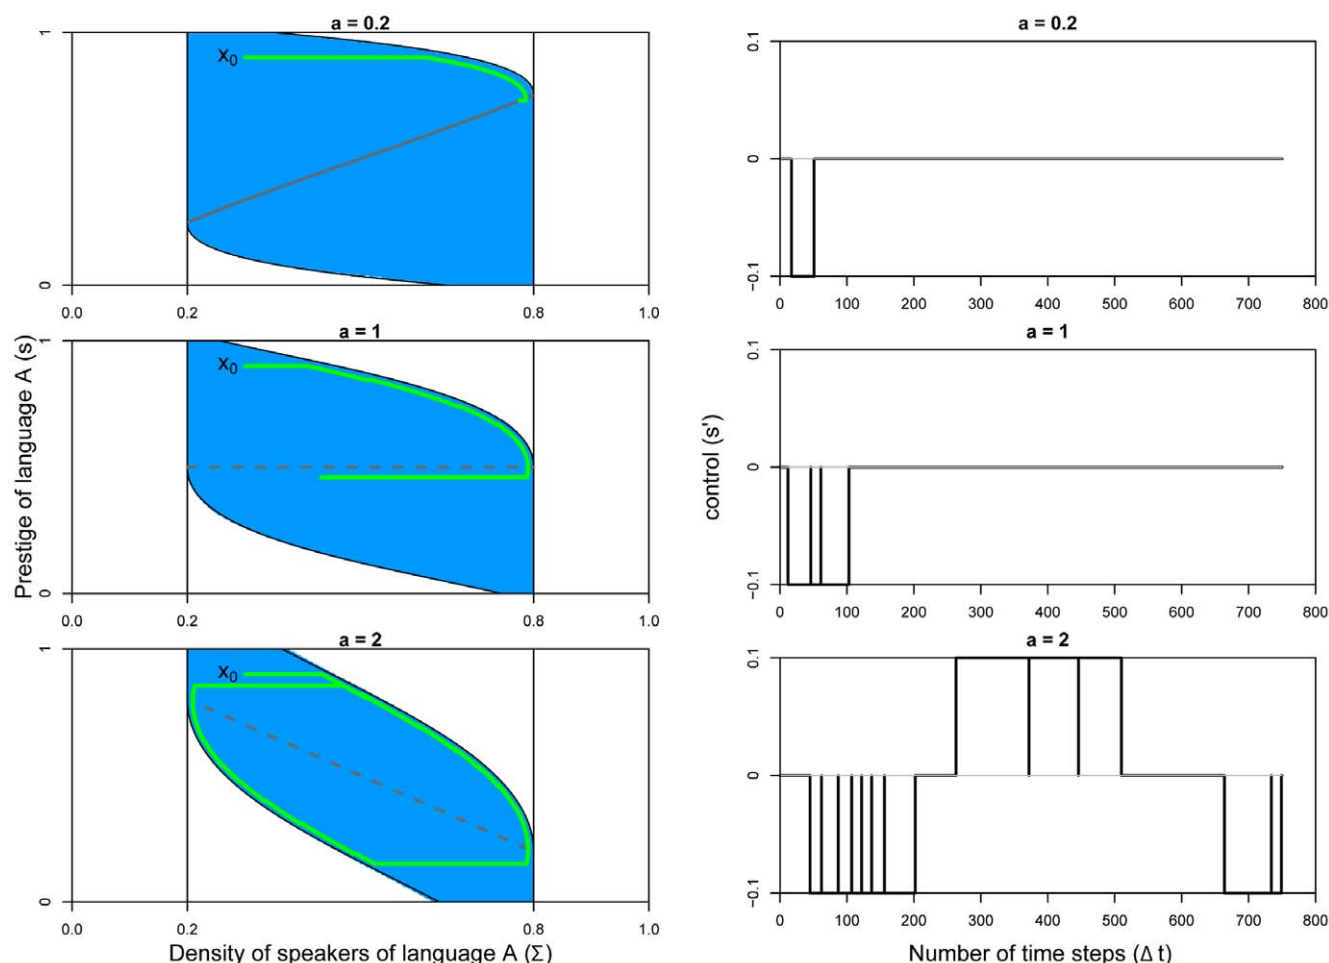 a = 0.2
1
x0
0
0.0 0.2 0.8 1.0
a = 1
1
x0
0
0.0 0.2 0.8 1.0
a = 2
1
x0
0
0.0 0.2 0.8 1.0
Prestige of language A (s)
Density of speakers of language A (Σ)
a = 0.2
0.1
0
−0.1
0 100 200 300 400 500 600 700 800
a = 1
0.1
0
−0.1
0 100 200 300 400 500 600 700 800
a = 2
0.1
0
−0.1
0 100 200 300 400 500 600 700 800
control (s')
Number of time steps (Δ t)